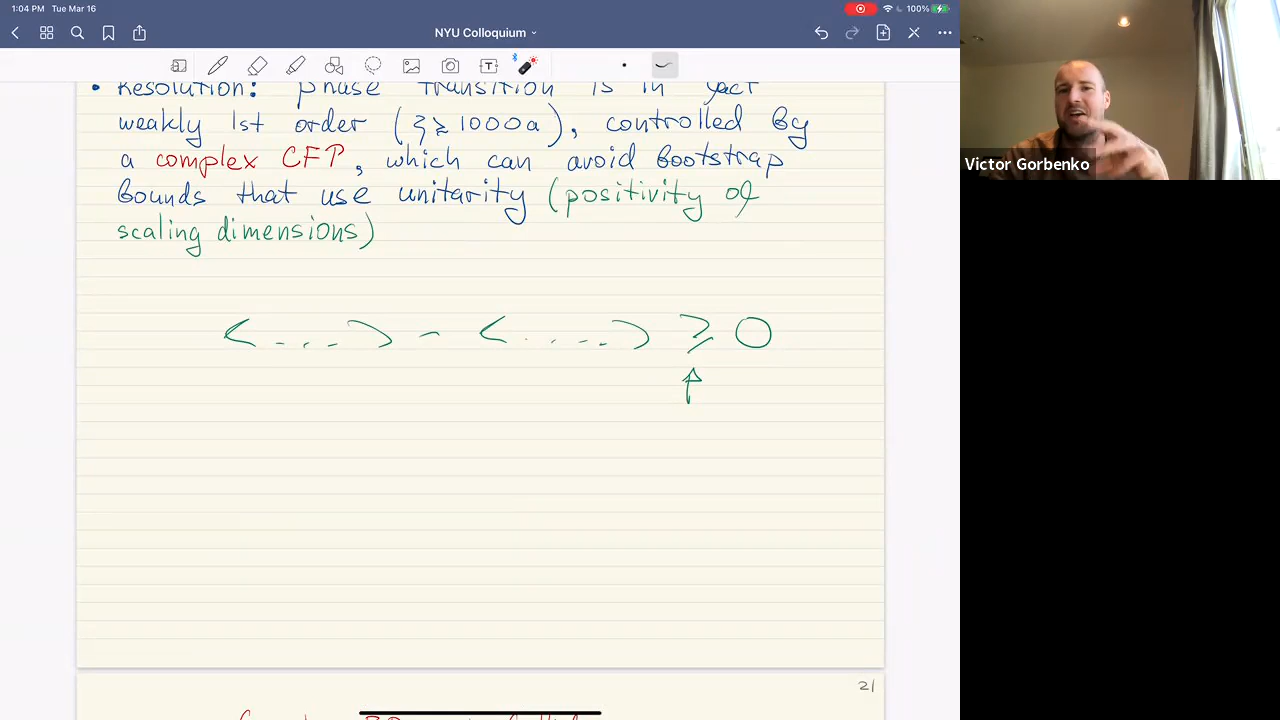 1:04 PM Tue Mar 16
100%
NYU Colloquium
• Resolution: phase transition is in fact
weakly 1st order (ξ ≳ 1000a), controlled by
a complex CFT, which can avoid bootstrap
bounds that use unitarity (positivity of
scaling dimensions)
<....> - <.....> ≥ 0
↑
21
Victor Gorbenko